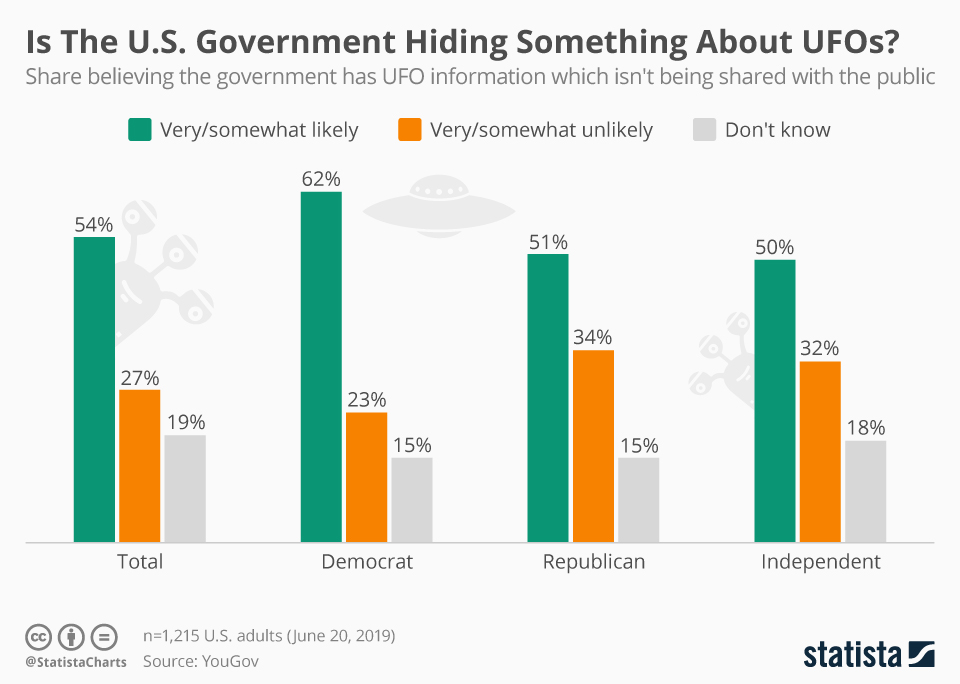 Is The U.S. Government Hiding Something About UFOs?
Share believing the government has UFO information which isn't being shared with the public
Very/somewhat likely Very/somewhat unlikely Don't know
54% 27% 19%
62% 23% 15%
51% 34% 15%
50% 32% 18%
Total Democrat Republican Independent
cc
@StatistaCharts
n=1,215 U.S. adults (June 20, 2019)
Source: YouGov
statista